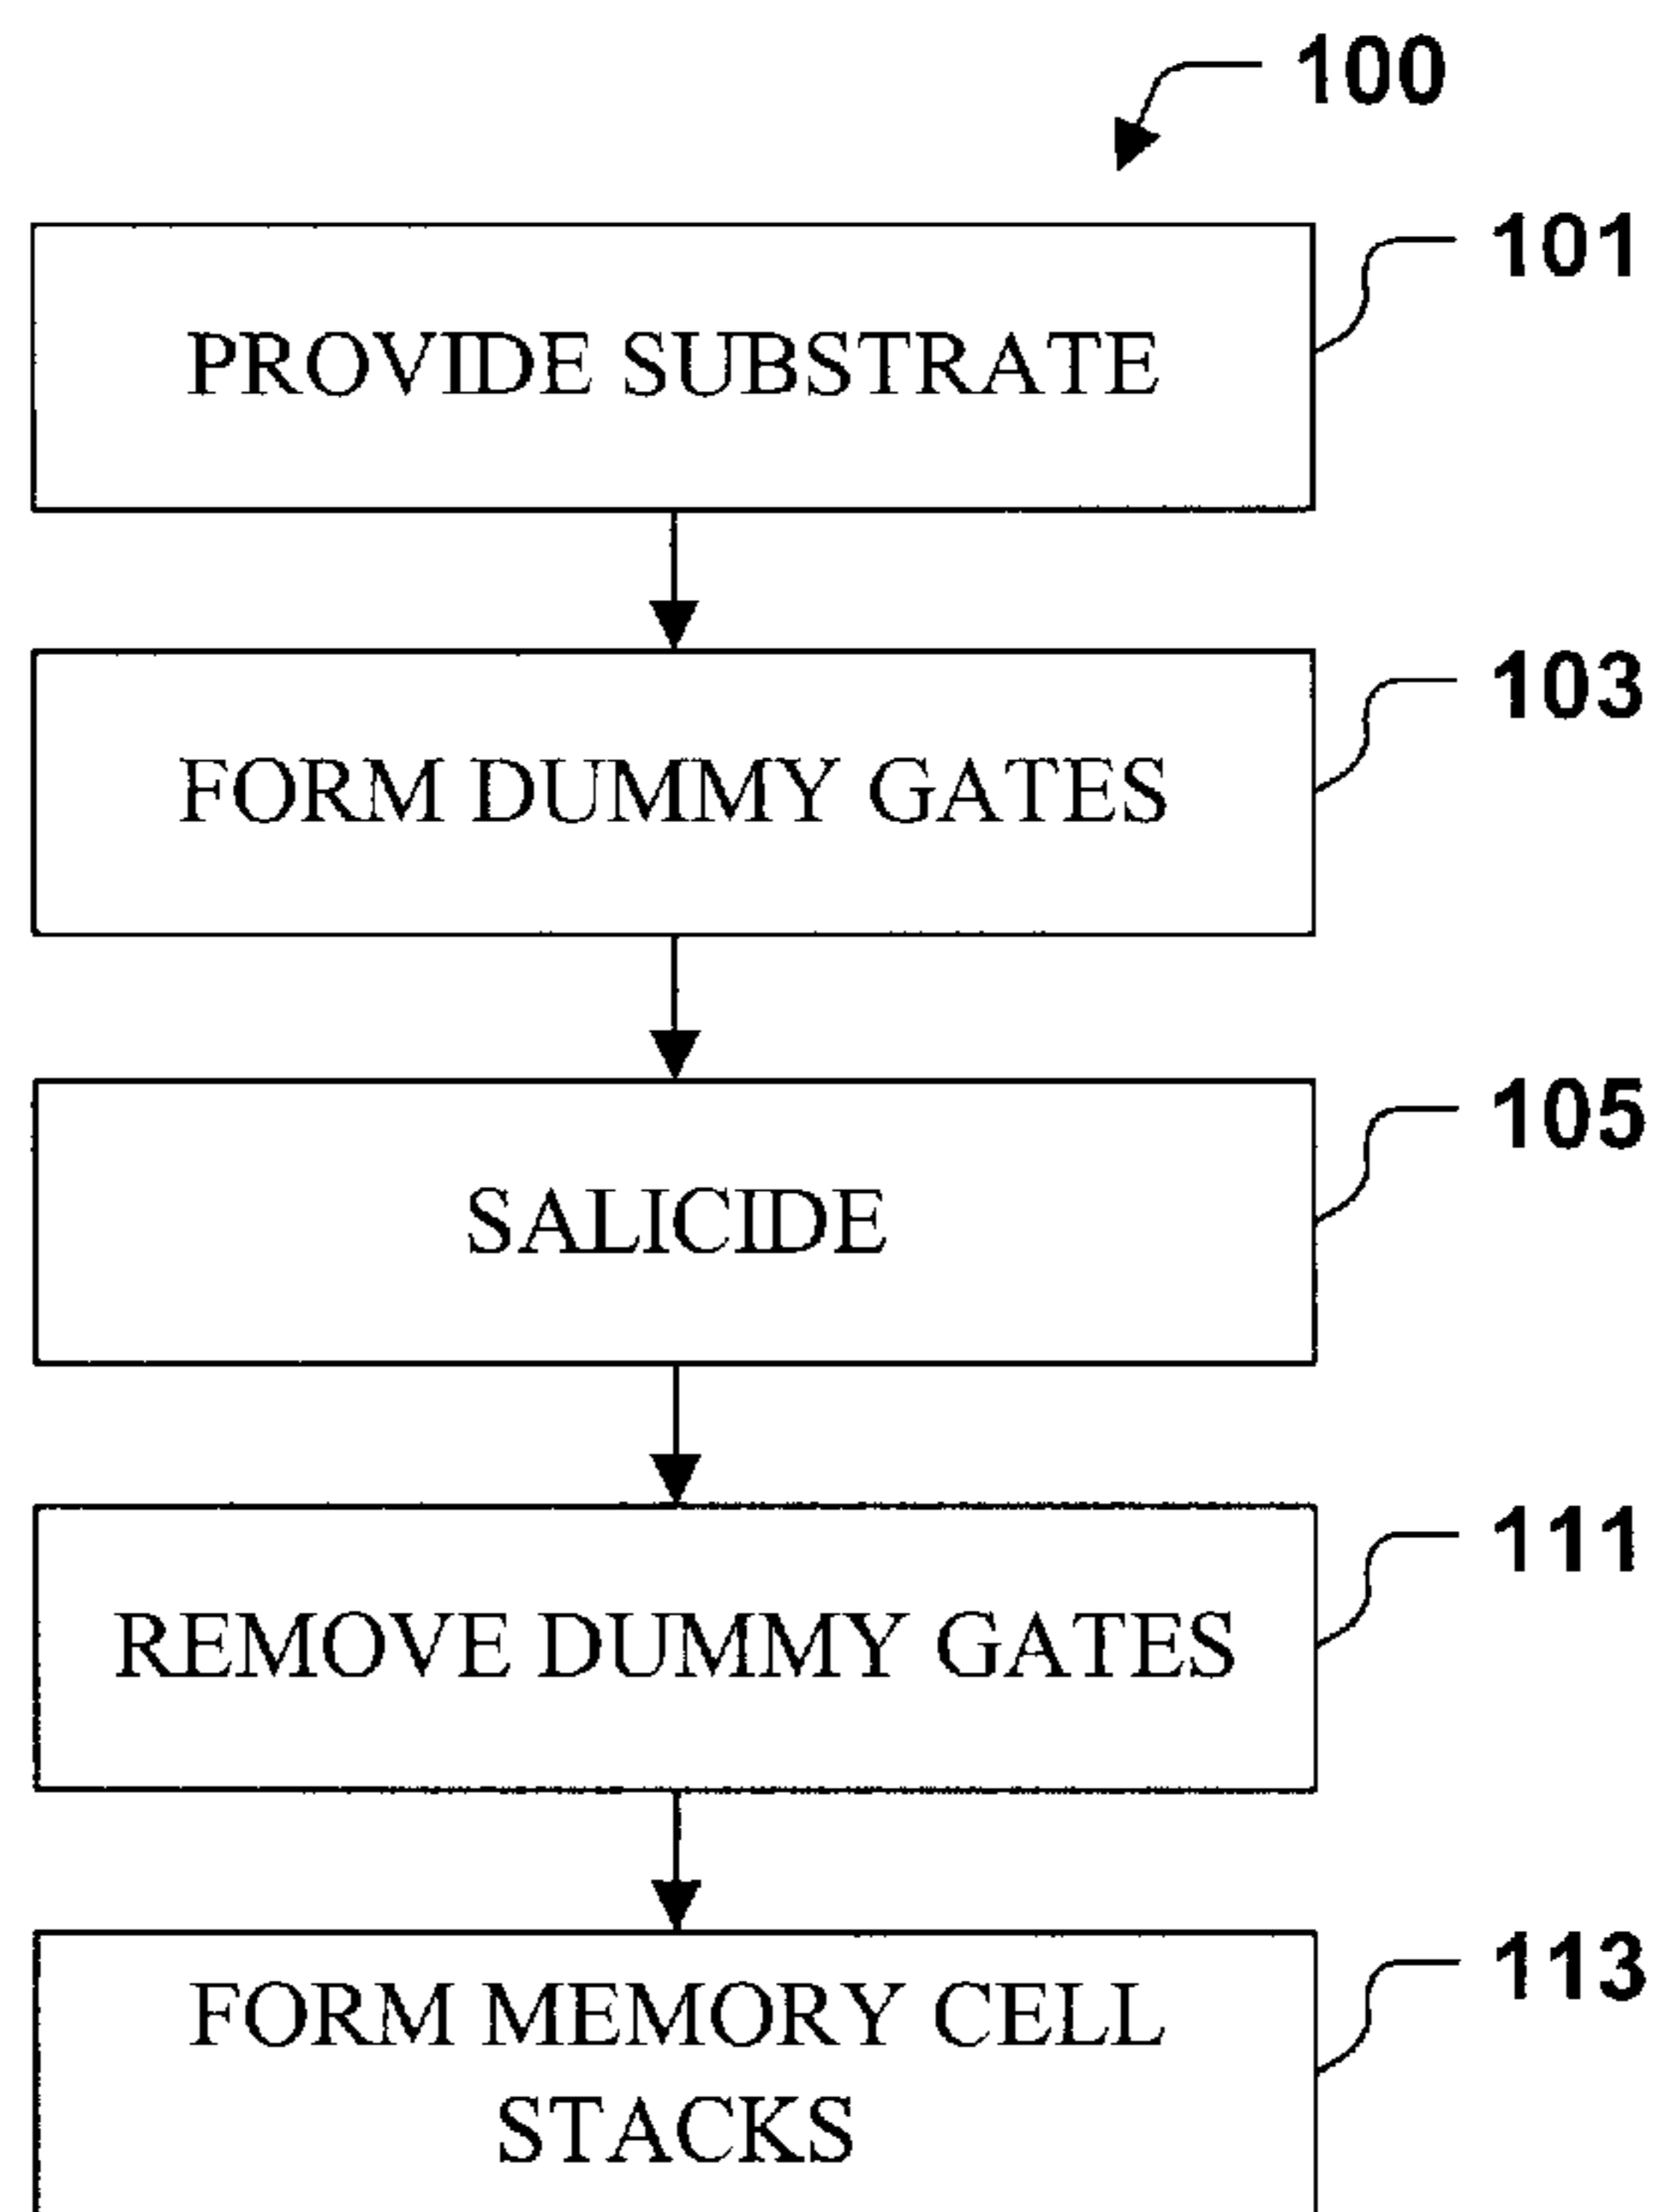 100
101
PROVIDE SUBSTRATE
103
FORM DUMMY GATES
105
SALICIDE
111
REMOVE DUMMY GATES
113
FORM MEMORY CELL
STACKS